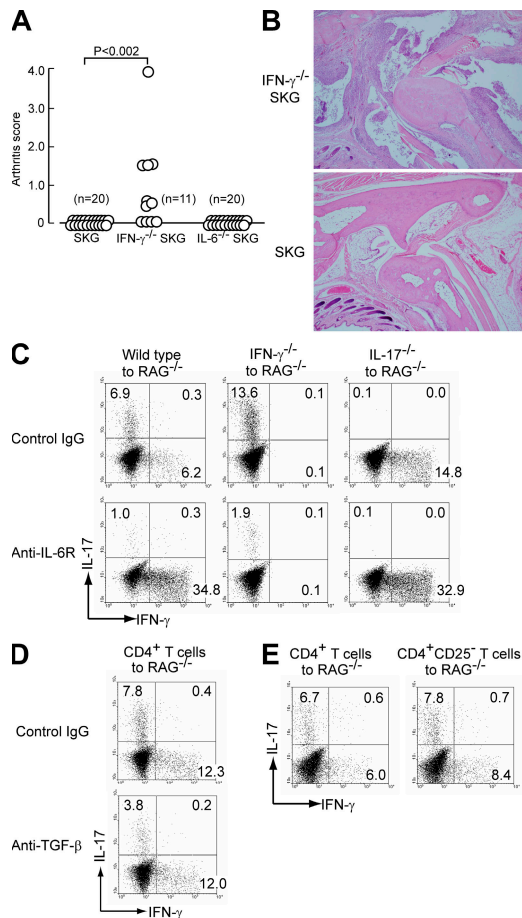 A
P<0.002
4.0
3.0
2.0
1.0
0
Arthritis score
(n=20)
(n=11)
(n=20)
SKG
IFN-γ-/- SKG
IL-6-/- SKG
B
IFN-γ-/-
SKG
SKG
C
Wild type
to RAG-/-
IFN-γ-/-
to RAG-/-
IL-17-/-
to RAG-/-
Control IgG
6.9
0.3
6.2
13.6
0.1
0.1
0.1
0.0
14.8
Anti-IL-6R
1.0
0.3
34.8
1.9
0.1
0.1
0.1
0.0
32.9
IL-17
IFN-γ
D
CD4+ T cells
to RAG-/-
Control IgG
7.8
0.4
12.3
Anti-TGF-β
3.8
0.2
12.0
IL-17
IFN-γ
E
CD4+ T cells
to RAG-/-
CD4+CD25- T cells
to RAG-/-
6.7
0.6
6.0
7.8
0.7
8.4
IL-17
IFN-γ